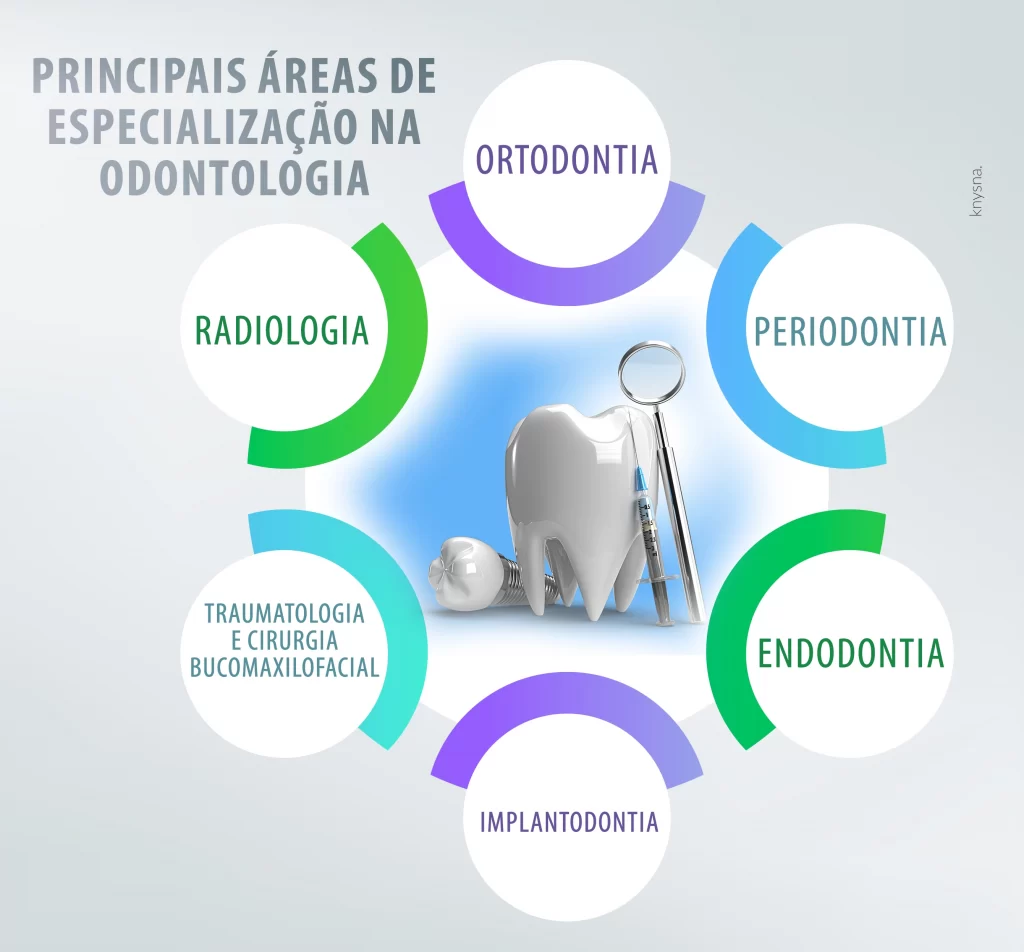 PRINCIPAIS ÁREAS DE
ESPECIALIZAÇÃO NA
ODONTOLOGIA
ORTODONTIA
knysna.
RADIOLOGIA
PERIODONTIA
TRAUMATOLOGIA
E CIRURGIA
BUCOMAXILOFACIAL
ENDODONTIA
IMPLANTODONTIA